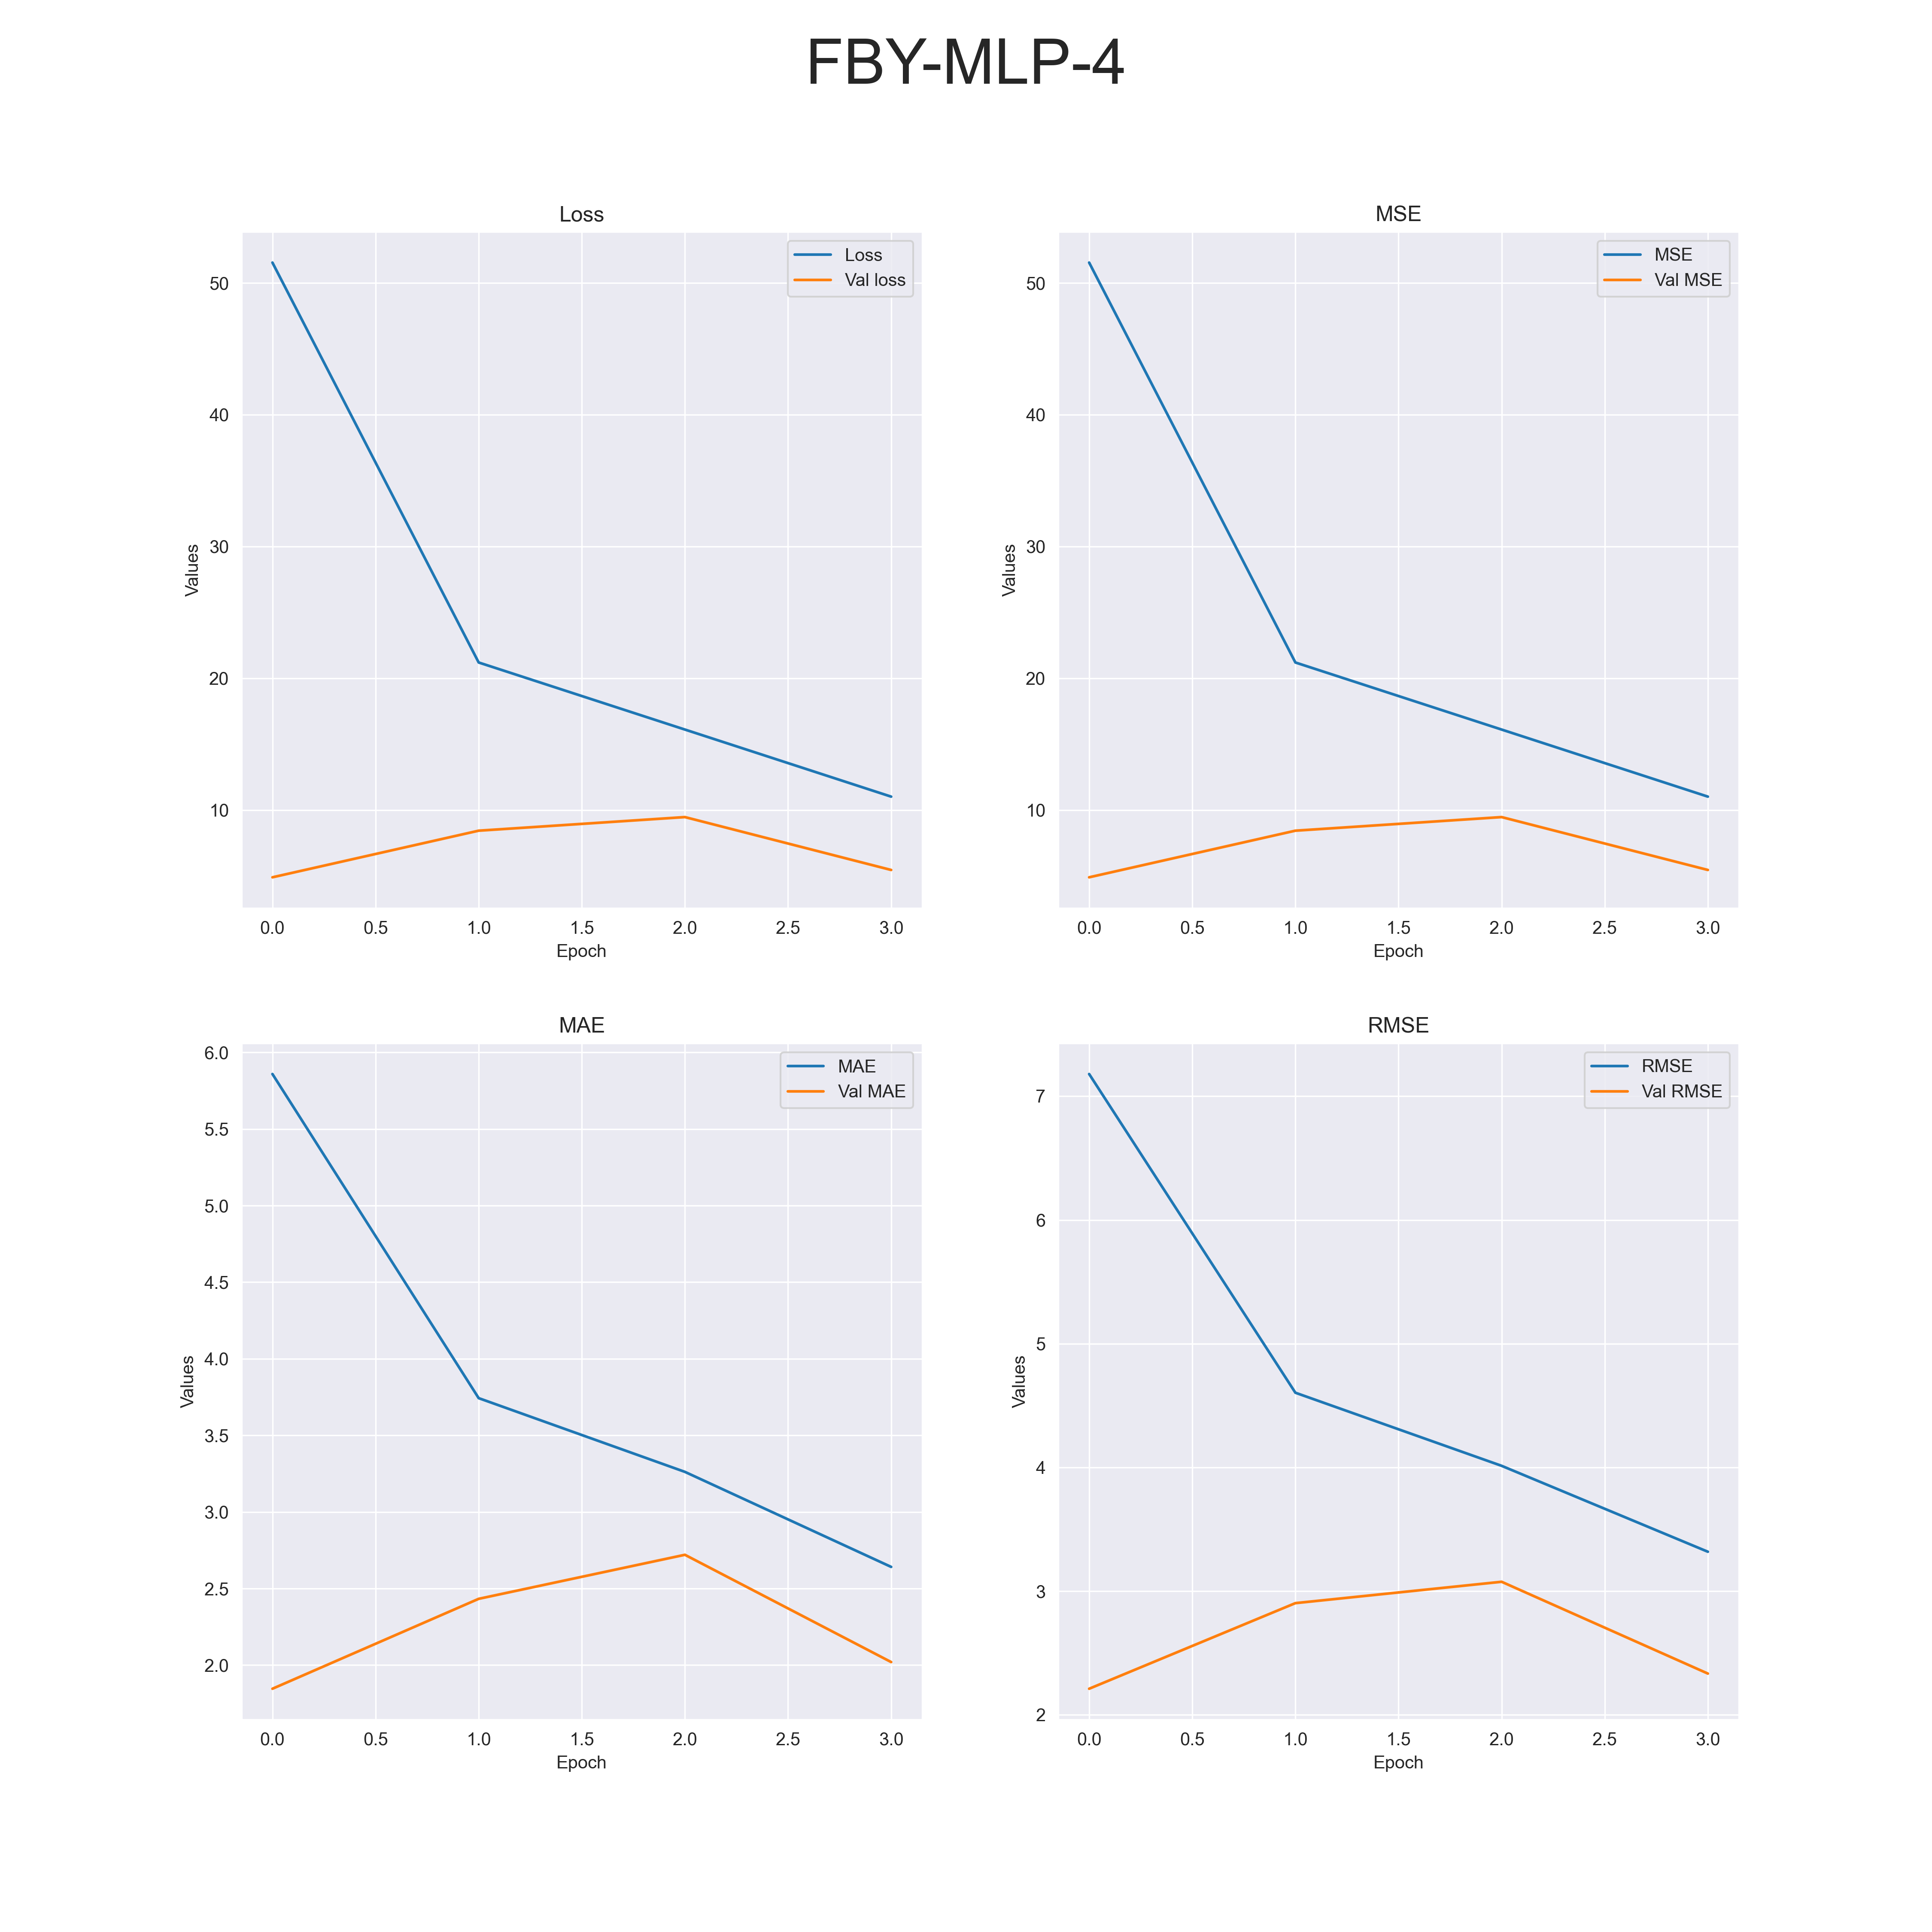 FBY-MLP-4
Loss
Loss
Val loss
50
40
30
20
10
Values
0.0 0.5 1.0 1.5 2.0 2.5 3.0
Epoch
MSE
MSE
Val MSE
50
40
30
20
10
Values
0.0 0.5 1.0 1.5 2.0 2.5 3.0
Epoch
MAE
MAE
Val MAE
6.0
5.5
5.0
4.5
4.0
3.5
3.0
2.5
2.0
Values
0.0 0.5 1.0 1.5 2.0 2.5 3.0
Epoch
RMSE
RMSE
Val RMSE
7
6
5
4
3
2
Values
0.0 0.5 1.0 1.5 2.0 2.5 3.0
Epoch